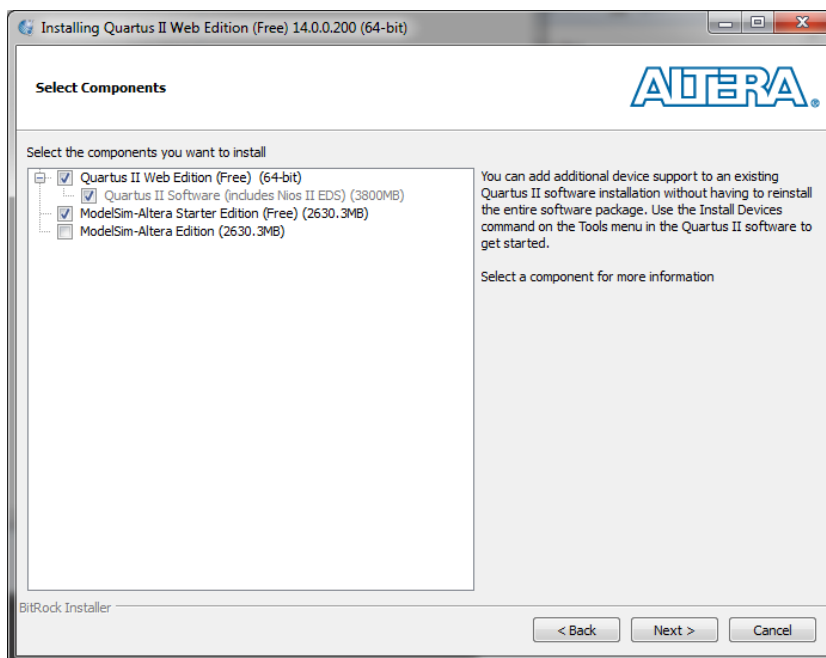 Installing Quartus II Web Edition (Free) 14.0.0.200 (64-bit)
Select Components
ALTERA®
Select the components you want to install
Quartus II Web Edition (Free) (64-bit)
Quartus II Software (includes Nios II EDS) (3800MB)
ModelSim-Altera Starter Edition (Free) (2630.3MB)
ModelSim-Altera Edition (2630.3MB)
You can add additional device support to an existing
Quartus II software installation without having to reinstall
the entire software package. Use the Install Devices
command on the Tools menu in the Quartus II software to
get started.
Select a component for more information
BitRock Installer
< Back
Next >
Cancel